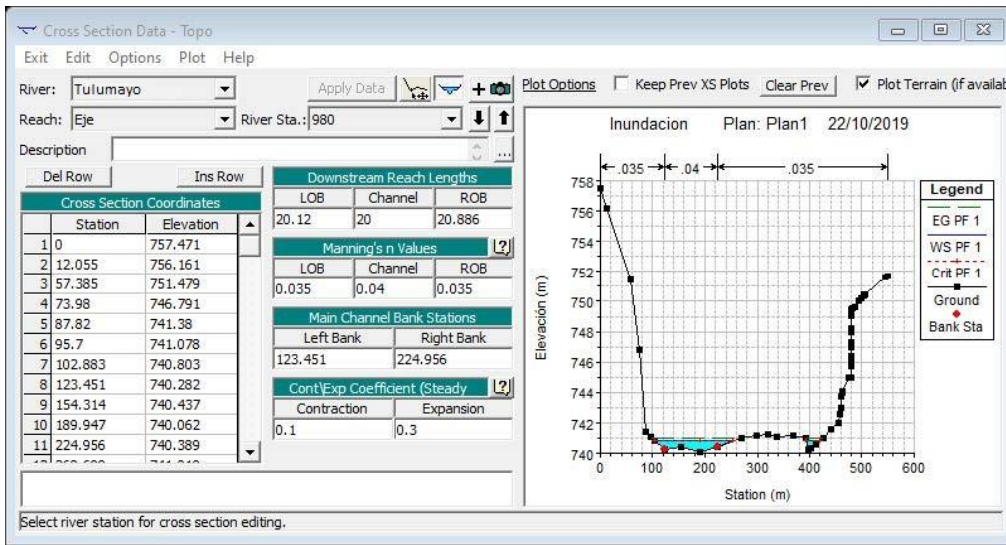 Cross Section Data - Topo
Exit Edit Options Plot Help
River: Tulumayo Apply Data
Reach: Eje River Sta.: 980
Description
...
Del Row Ins Row
Cross Section Coordinates
Station Elevation
1 0 757.471
2 12.055 756.161
3 57.385 751.479
4 73.98 746.791
5 87.82 741.38
6 95.7 741.078
7 102.883 740.803
8 123.451 740.282
9 154.314 740.437
10 189.947 740.062
11 224.956 740.389
Downstream Reach Lengths
LOB Channel ROB
20.12 20 20.886
Manning's n Values
LOB Channel ROB
0.035 0.04 0.035
Main Channel Bank Stations
Left Bank Right Bank
123.451 224.956
Cont\Exp Coefficient (Steady
Contraction Expansion
0.1 0.3
Select river station for cross section editing.
Plot Options Keep Prev XS Plots Clear Prev Plot Terrain (if availab
Inundacion Plan: Plan1 22/10/2019
.035 .04 .035
758
756
754
752
750
748
746
744
742
740
Elevación (m)
0 100 200 300 400 500 600
Station (m)
Legend
EG PF 1
WS PF 1
Crit PF 1
Ground
Bank Sta